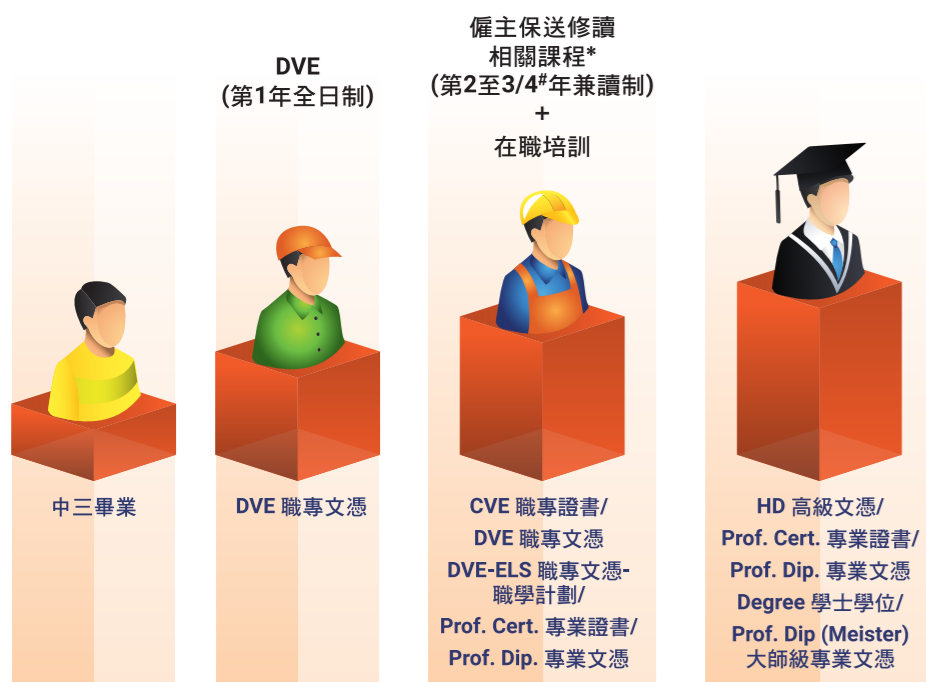 DVE
(第1年全日制)
僱主保送修讀
相關課程*
(第2至3/4#年兼讀制)
+
在職培訓
中三畢業
DVE 職專文憑
CVE 職專證書/
DVE 職專文憑
DVE-ELS 職專文憑-
職學計劃/
Prof. Cert. 專業證書/
Prof. Dip. 專業文憑
HD 高級文憑/
Prof. Cert. 專業證書/
Prof. Dip. 專業文憑
Degree 學士學位/
Prof. Dip (Meister)
大師級專業文憑